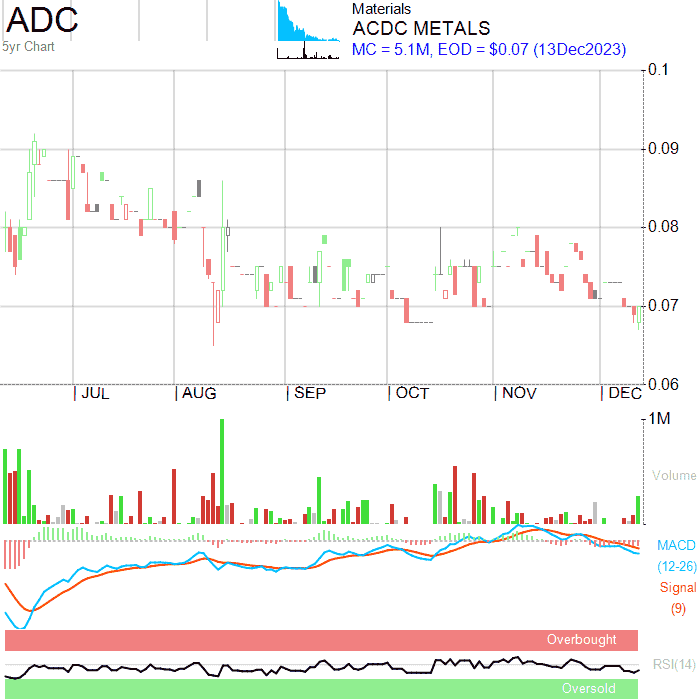 ADC
5yr Chart
Materials
ACDC METALS
MC = 5.1M, EOD = $0.07 (13Dec2023)
0.1
0.09
0.08
0.07
0.06
JUL AUG SEP OCT NOV DEC
1M
Volume
MACD
(12-26)
Signal
(9)
Overbought
RSI(14)
Oversold